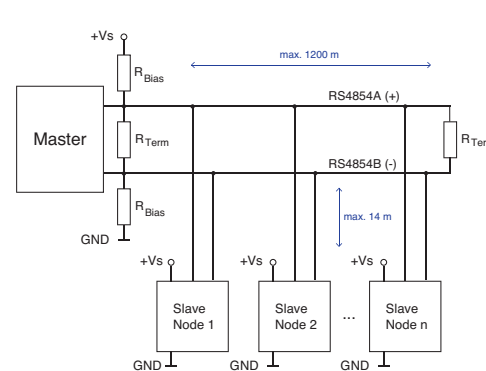 +Vs
R Bias
max. 1200 m
RS4854A (+)
Master
R Term
R Ter
RS4854B (-)
R Bias
max. 14 m
GND
+Vs
+Vs
+Vs
Slave
Node 1
Slave
Node 2
...
Slave
Node n
GND
GND
GND